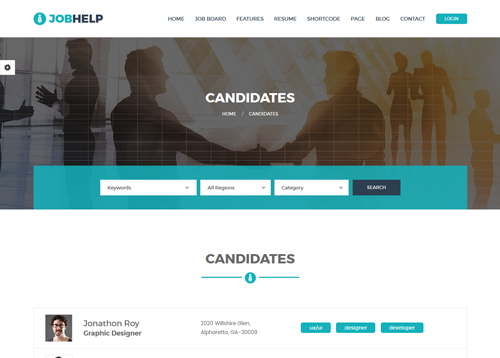 JOBHELP
HOME JOB BOARD FEATURES RESUME SHORTCODE PAGE BLOG CONTACT LOGIN
CANDIDATES
HOME / CANDIDATES
Keywords All Regions Category SEARCH
CANDIDATES
Jonathon Roy
Graphic Designer
2020 Willshire Glen,
Alpharetta, GA-30009
ux/ui designer developer